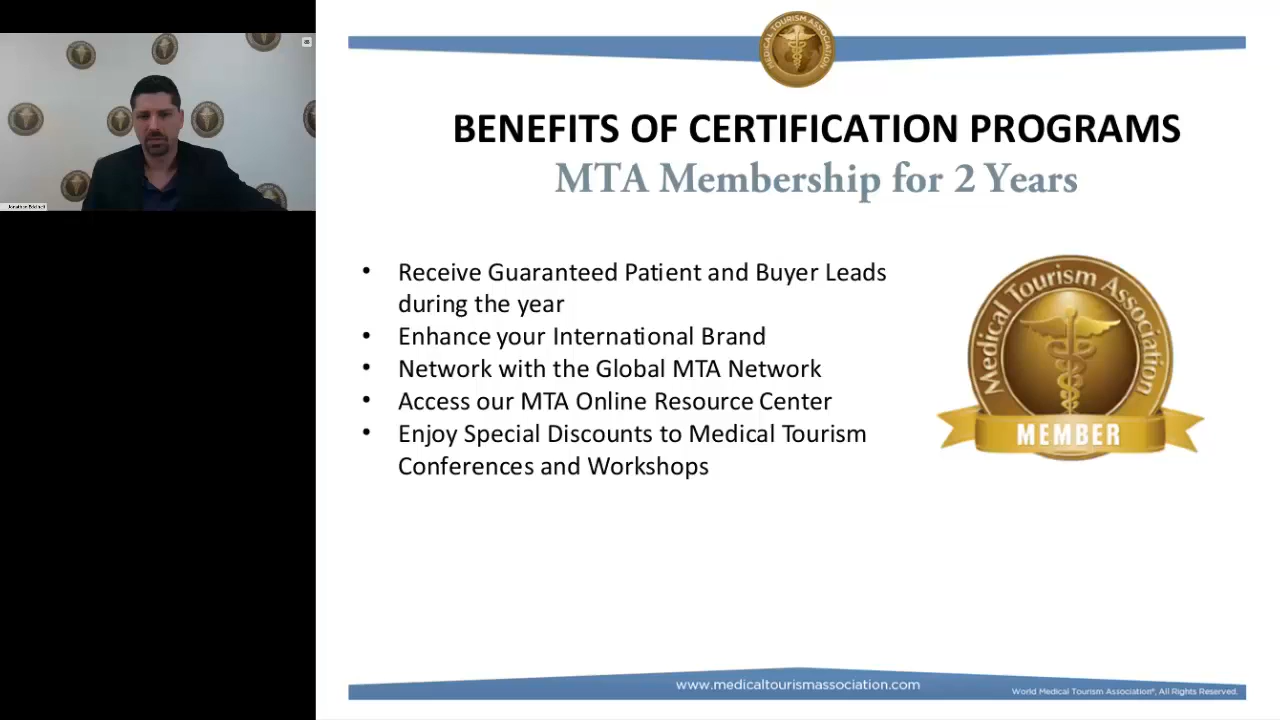 MEDICAL TOURISM ASSOCIATION
BENEFITS OF CERTIFICATION PROGRAMS
MTA Membership for 2 Years
• Receive Guaranteed Patient and Buyer Leads
during the year
• Enhance your International Brand
• Network with the Global MTA Network
• Access our MTA Online Resource Center
• Enjoy Special Discounts to Medical Tourism
Conferences and Workshops
Medical Tourism Association
MEMBER
www.medicaltourismassociation.com
World Medical Tourism Association®, All Rights Reserved.